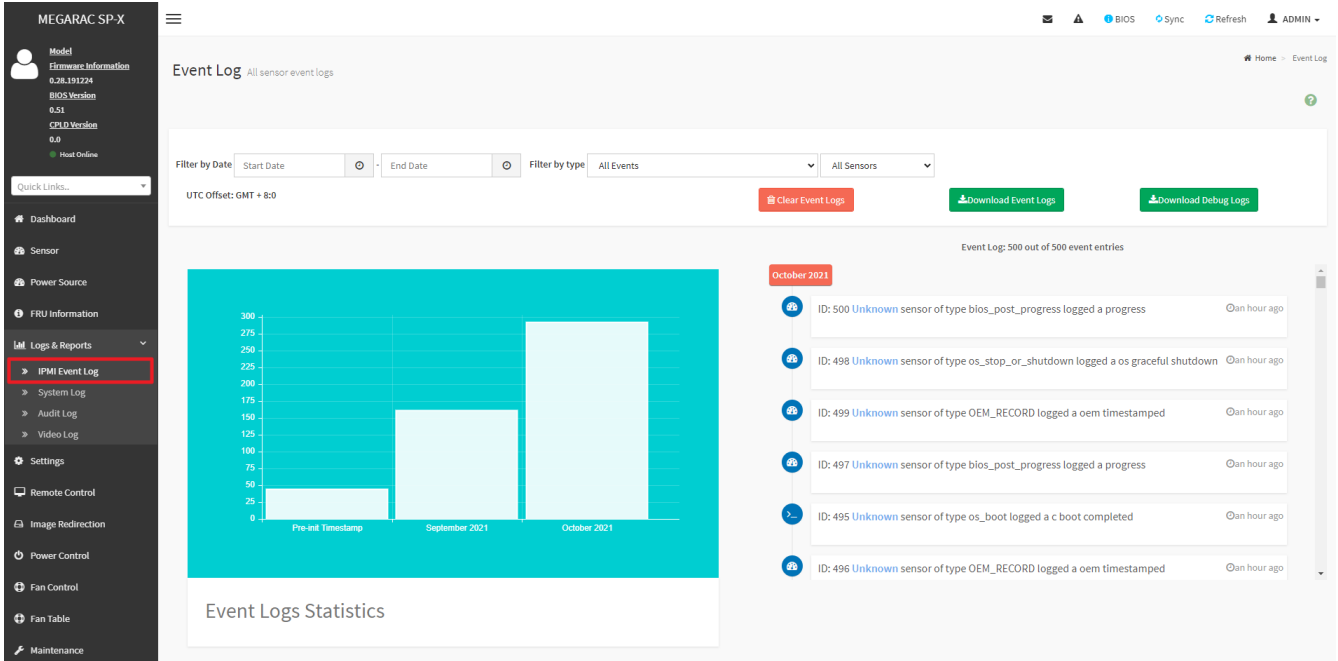 MEGARAC SP-X
BIOS
Sync
Refresh
ADMIN
Model
Firmware Information
0.28.191224
BIOS Version
0.51
CPLD Version
0.0
Host Online
Quick Links..
Dashboard
Sensor
Power Source
FRU Information
Logs & Reports
IPMI Event Log
System Log
Audit Log
Video Log
Settings
Remote Control
Image Redirection
Power Control
Fan Control
Fan Table
Maintenance
Event Log All sensor event logs
Home > Event Log
Filter by Date Start Date - End Date Filter by type All Events All Sensors
UTC Offset: GMT + 8:0
Clear Event Logs
Download Event Logs
Download Debug Logs
300
275
250
225
200
175
150
125
100
75
50
25
0
Pre-init Timestamp September 2021 October 2021
Event Logs Statistics
Event Log: 500 out of 500 event entries
October 2021
ID: 500 Unknown sensor of type bios_post_progress logged a progress an hour ago
ID: 498 Unknown sensor of type os_stop_or_shutdown logged a os graceful shutdown an hour ago
ID: 499 Unknown sensor of type OEM_RECORD logged a oem timestamped an hour ago
ID: 497 Unknown sensor of type bios_post_progress logged a progress an hour ago
ID: 495 Unknown sensor of type os_boot logged a c boot completed an hour ago
ID: 496 Unknown sensor of type OEM_RECORD logged a oem timestamped an hour ago